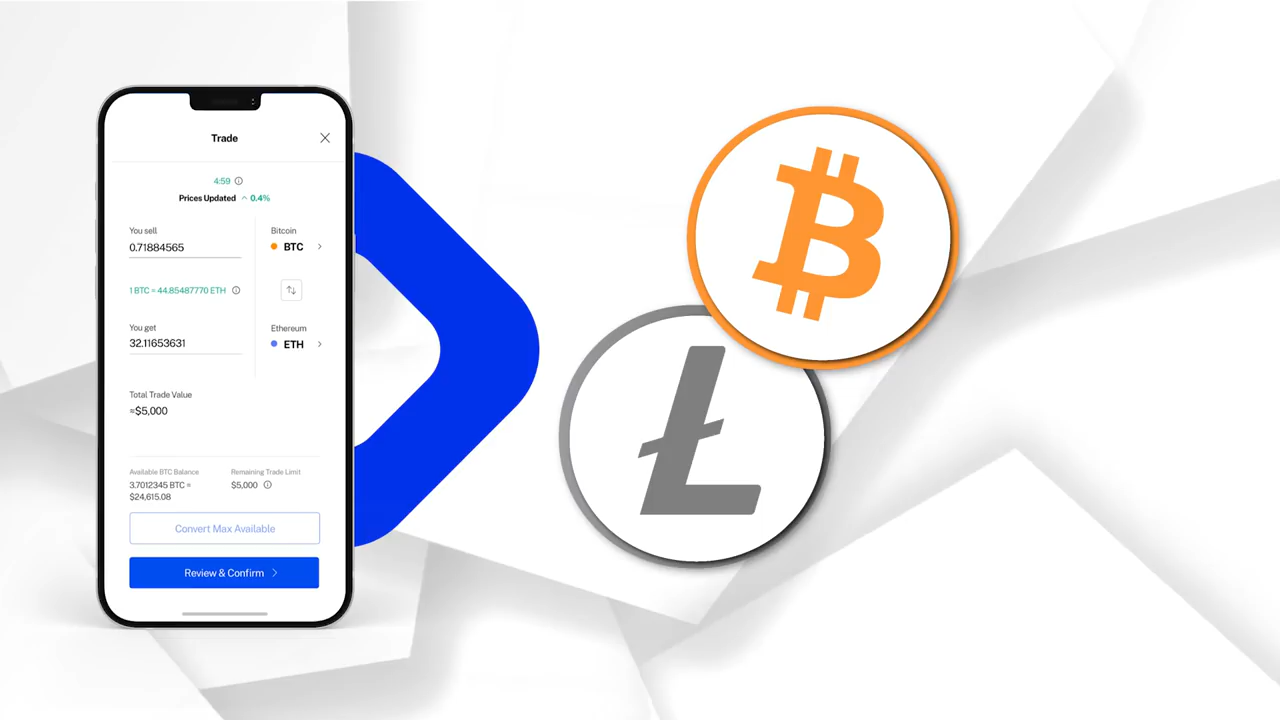 Trade
4:59
Prices Updated 0.4%
You sell
Bitcoin
0.71884565
BTC
1 BTC ≈ 44.85487770 ETH
You get
Ethereum
32.11653631
ETH
Total Trade Value
≈$5,000
Available BTC Balance
Remaining Trade Limit
3.7012345 BTC ≈
$5,000
$24,615.08
Convert Max Available
Review & Confirm